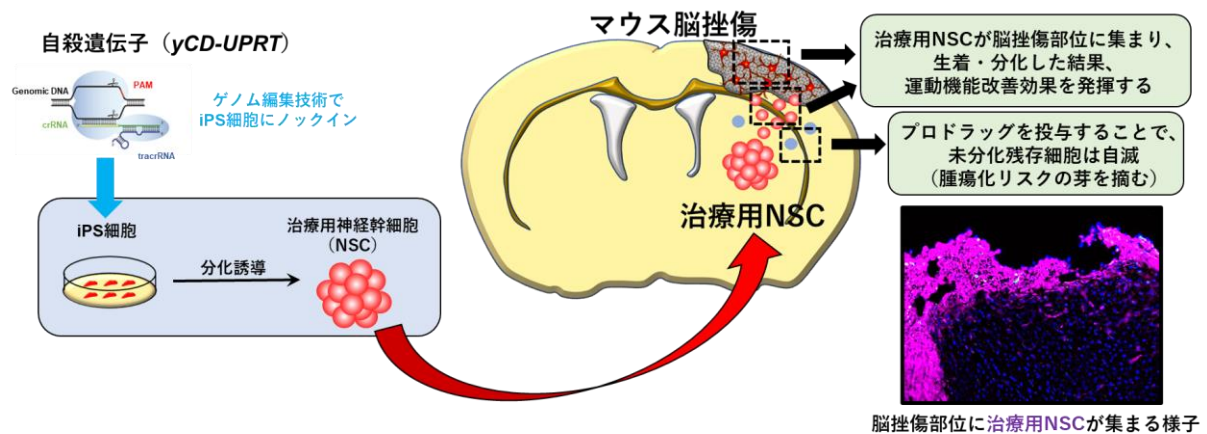 自殺遺伝子（yCD-UPRT）
Genomic DNA
PAM
crRNA
tracrRNA
ゲノム編集技術で
iPS細胞にノックイン
iPS細胞
分化誘導
治療用神経幹細胞
（NSC）
マウス脳挫傷
治療用NSC
治療用NSCが脳挫傷部位に集まり、
生着・分化した結果、
運動機能改善効果を発揮する
プロドラッグを投与することで、
未分化残存細胞は自滅
（腫瘍化リスクの芽を摘む）
脳挫傷部位に治療用NSCが集まる様子